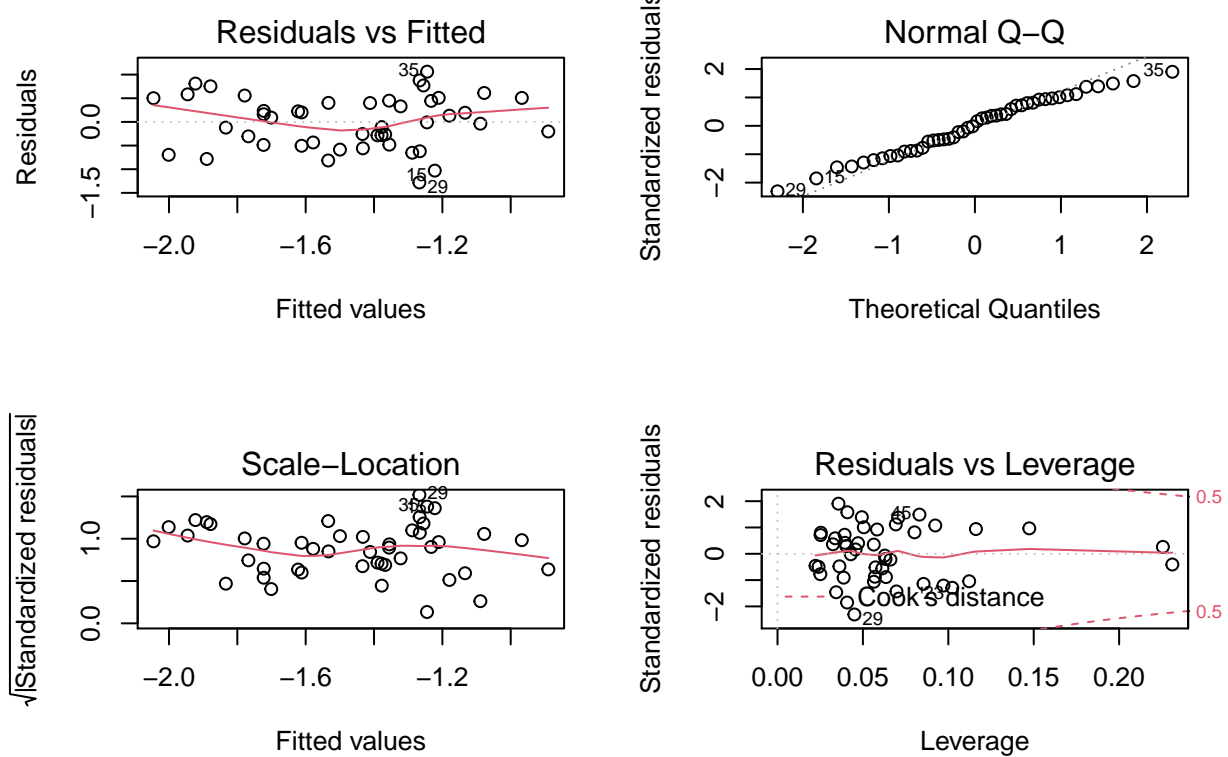 Residuals vs Fitted
Residuals
0.0
−1.5
35
15
29
−2.0
−1.6
−1.2
Fitted values
Normal Q−Q
Standardized residuals
2
0
−2
35
15
29
−2
−1
0
1
2
Theoretical Quantiles
Scale−Location
√|Standardized residuals|
1.0
0.0
29
35
−2.0
−1.6
−1.2
Fitted values
Residuals vs Leverage
Standardized residuals
2
0
−2
45
29
Cook's distance
0.5
0.5
0.00
0.05
0.10
0.15
0.20
Leverage